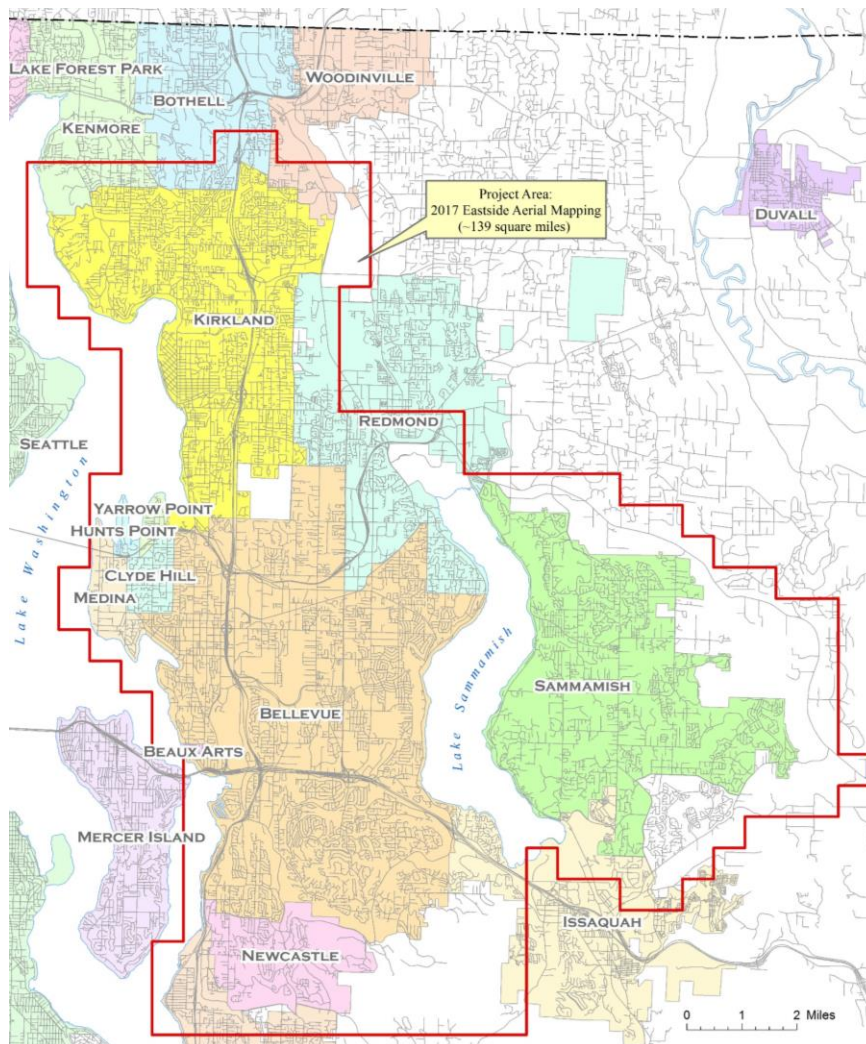 LAKE FOREST PARK
WOODINVILLE
BOTHELL
KENMORE
Project Area:
2017 Eastside Aerial Mapping
(~139 square miles)
DUVALL
KIRKLAND
REDMOND
SEATTLE
YARROW POINT
HUNTS POINT
CLYDE HILL
MEDINA
Lake Washington
Lake Sammamish
SAMMAMISH
BELLEVUE
BEAUX ARTS
MERCER ISLAND
ISSAQUAH
NEWCASTLE
0 1 2 Miles